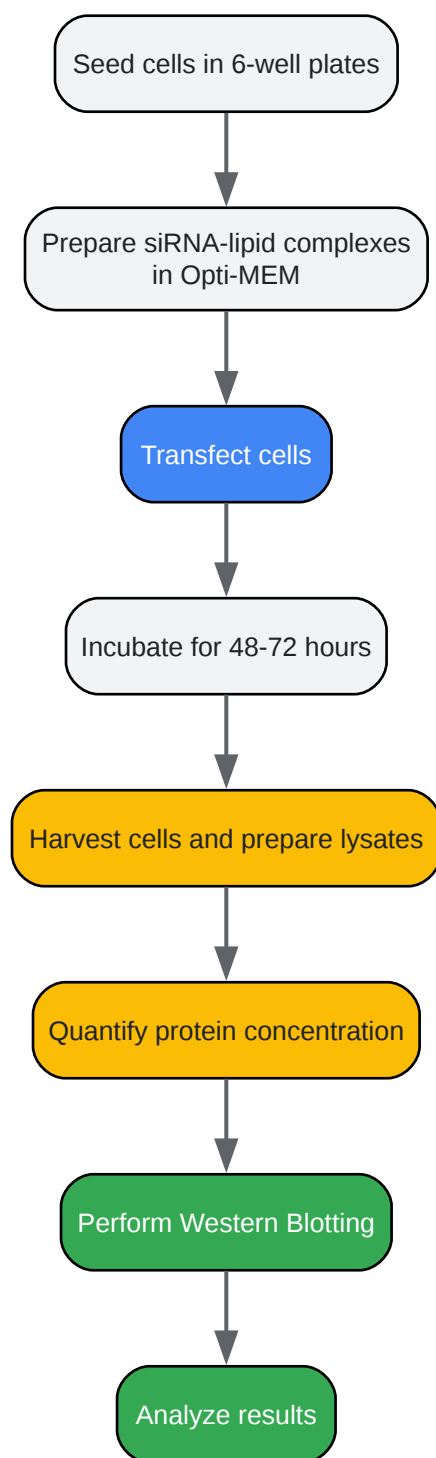 Seed cells in 6-well plates
Prepare siRNA-lipid complexes
in Opti-MEM
Transfect cells
Incubate for 48-72 hours
Harvest cells and prepare lysates
Quantify protein concentration
Perform Western Blotting
Analyze results